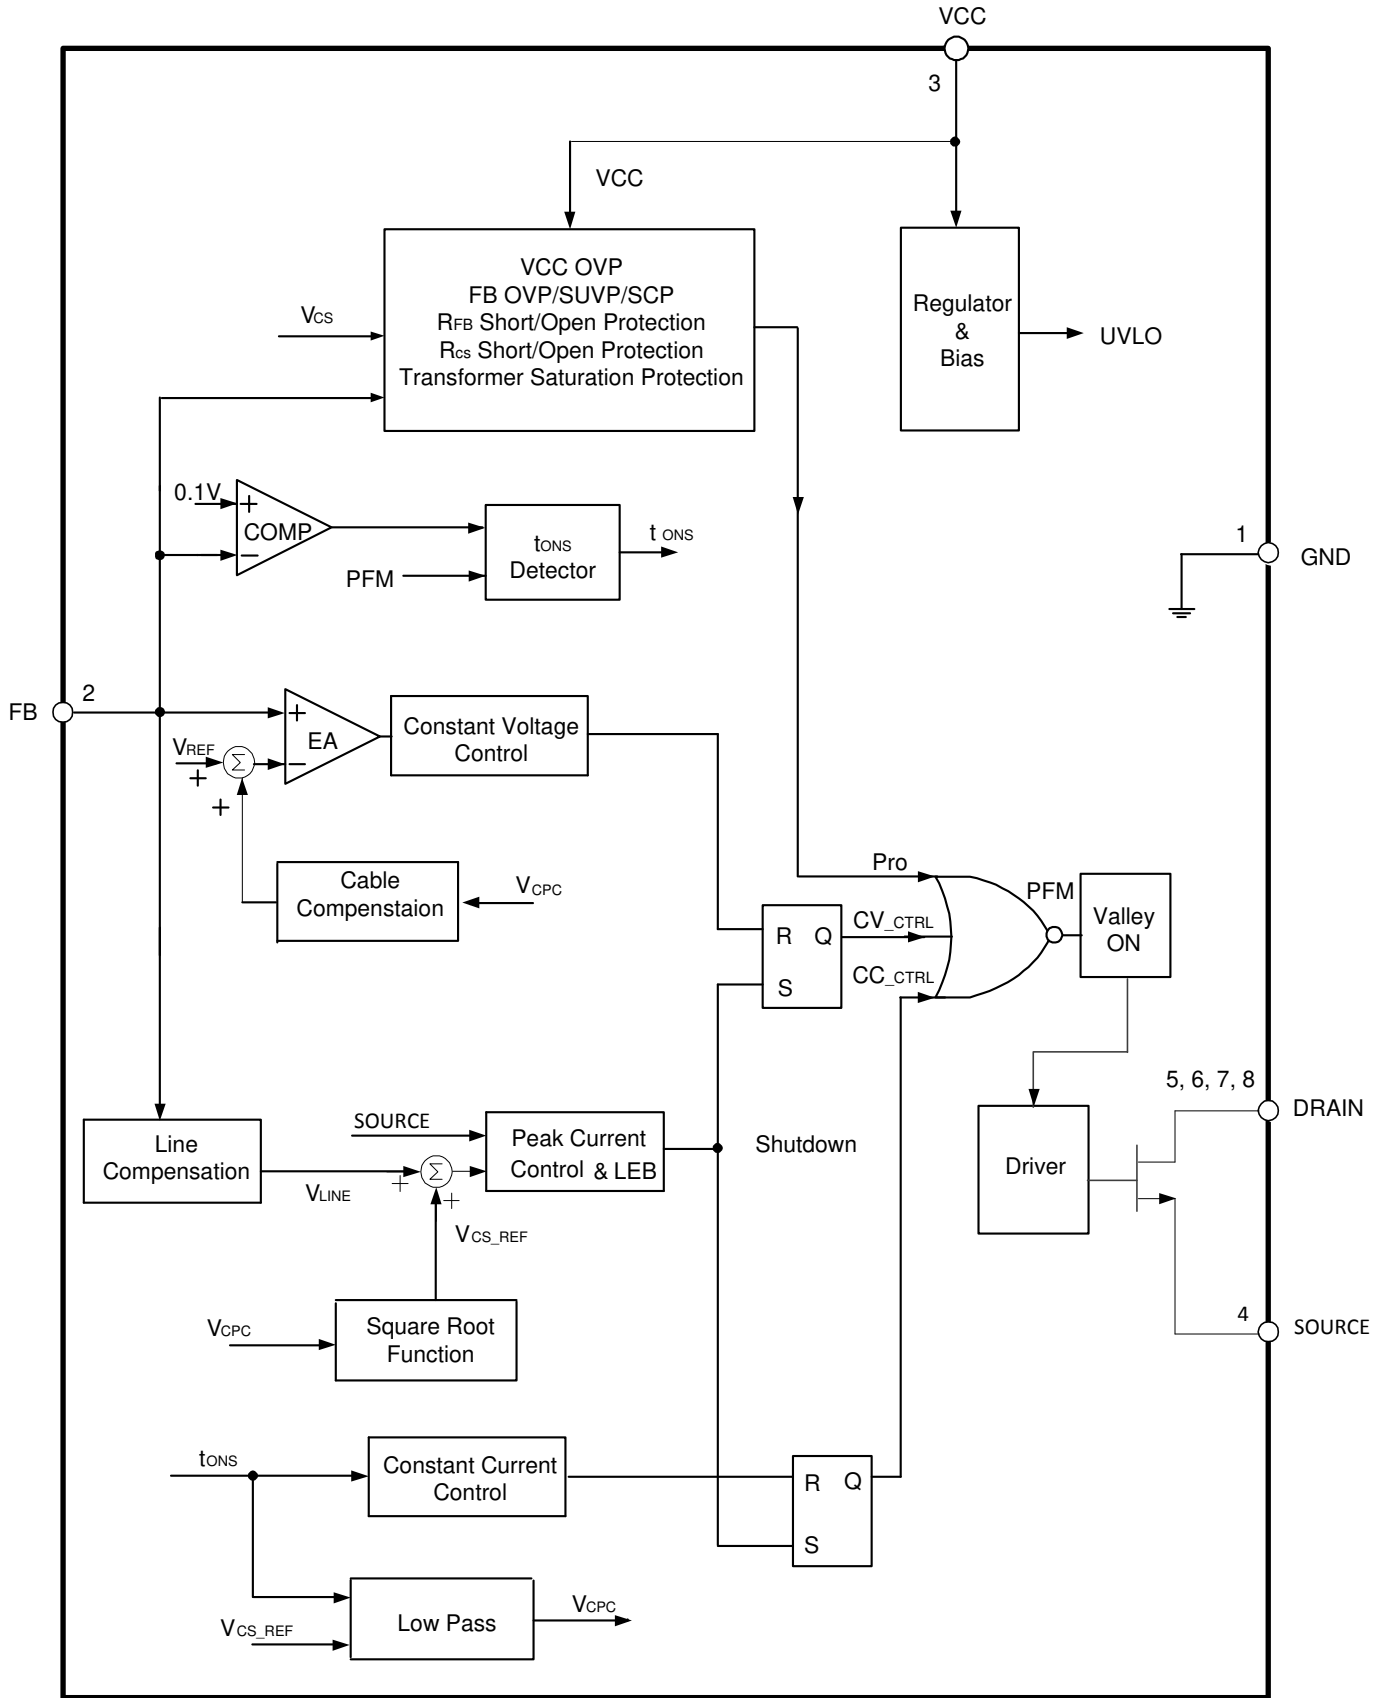 VCC
3
VCC
VCC OVP
FB OVP/SUVP/SCP
RFB Short/Open Protection
Rcs Short/Open Protection
Transformer Saturation Protection
VCS
Regulator
&
Bias
UVLO
0.1V
+
COMP
−
tONS
Detector
t ONS
PFM
1
GND
FB
2
+
EA
−
Constant Voltage
Control
VREF
+
Σ
+
Cable
Compenstaion
VCPC
Pro
R Q
S
CV_CTRL
CC_CTRL
PFM
Valley
ON
5, 6, 7, 8
DRAIN
Line
Compensation
VLINE
SOURCE
+
Σ
+
Peak Current
Control & LEB
Shutdown
Driver
VCS_REF
4
SOURCE
VCPC
Square Root
Function
tONS
Constant Current
Control
R Q
S
VCS_REF
Low Pass
VCPC